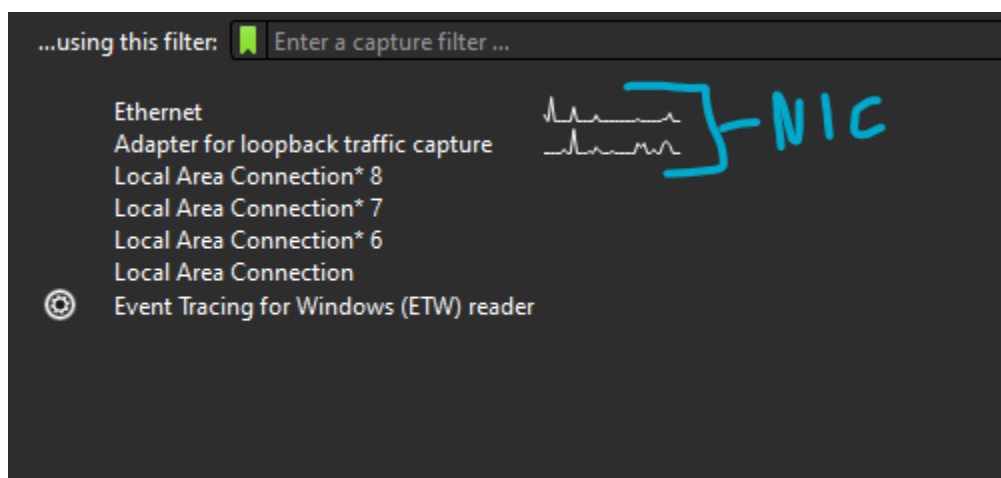 ...using this filter: Enter a capture filter ...
Ethernet
Adapter for loopback traffic capture
NIC
Local Area Connection* 8
Local Area Connection* 7
Local Area Connection* 6
Local Area Connection
Event Tracing for Windows (ETW) reader